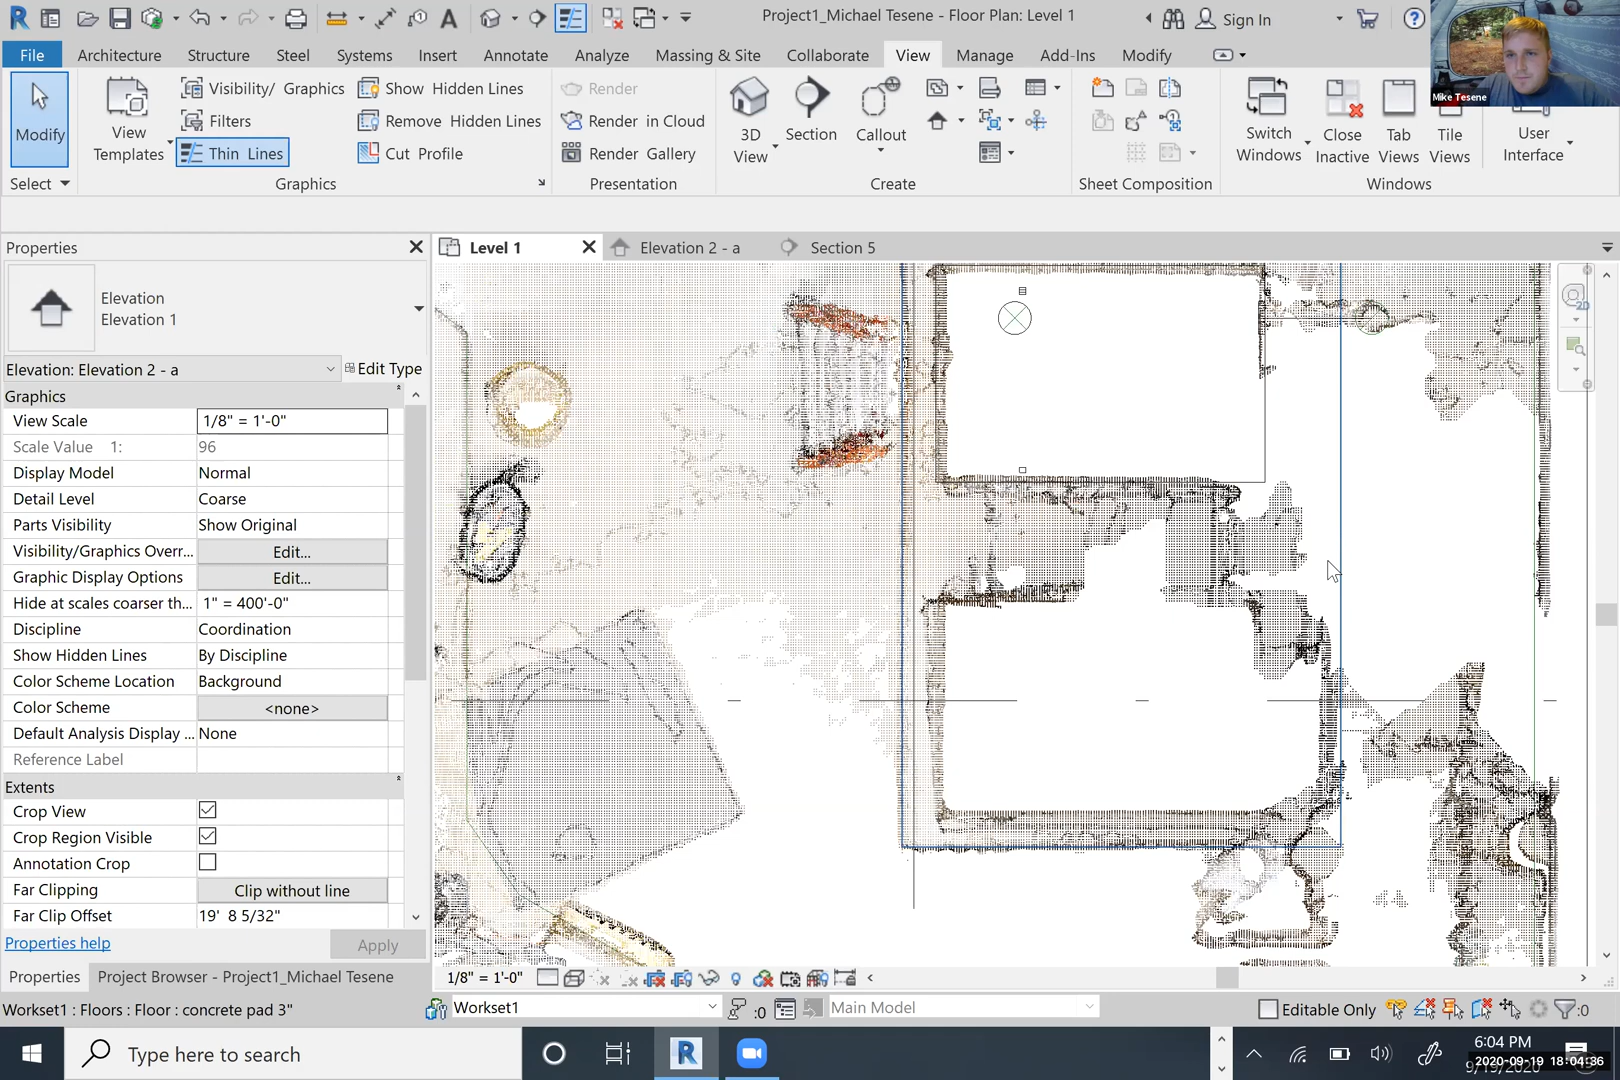 Project1_Michael Tesene - Floor Plan: Level 1
Sign In
Mike Tesene
File
Architecture
Structure
Steel
Systems
Insert
Annotate
Analyze
Massing & Site
Collaborate
View
Manage
Add-Ins
Modify
Modify
View
Templates
Visibility/ Graphics
Filters
Thin Lines
Show Hidden Lines
Remove Hidden Lines
Cut Profile
Render
Render in Cloud
Render Gallery
3D
View
Section
Callout
Switch
Windows
Close
Inactive
Tab
Views
Tile
Views
User
Interface
Select
Graphics
Presentation
Create
Sheet Composition
Windows
Properties
Level 1
Elevation 2 - a
Section 5
Elevation
Elevation 1
Elevation: Elevation 2 - a
Edit Type
Graphics
View Scale 1/8" = 1'-0"
Scale Value 1: 96
Display Model Normal
Detail Level Coarse
Parts Visibility Show Original
Visibility/Graphics Overr... Edit...
Graphic Display Options Edit...
Hide at scales coarser th... 1" = 400'-0"
Discipline Coordination
Show Hidden Lines By Discipline
Color Scheme Location Background
Color Scheme <none>
Default Analysis Display ... None
Reference Label
Extents
Crop View
Crop Region Visible
Annotation Crop
Far Clipping Clip without line
Far Clip Offset 19' 8 5/32"
Properties help
Apply
Properties
Project Browser - Project1_Michael Tesene
1/8" = 1'-0"
Workset1 : Floors : Floor : concrete pad 3"
Workset1
:0
Main Model
Editable Only
:0
Type here to search
6:04 PM
9/19/2020
2020-09-19 18:04:36